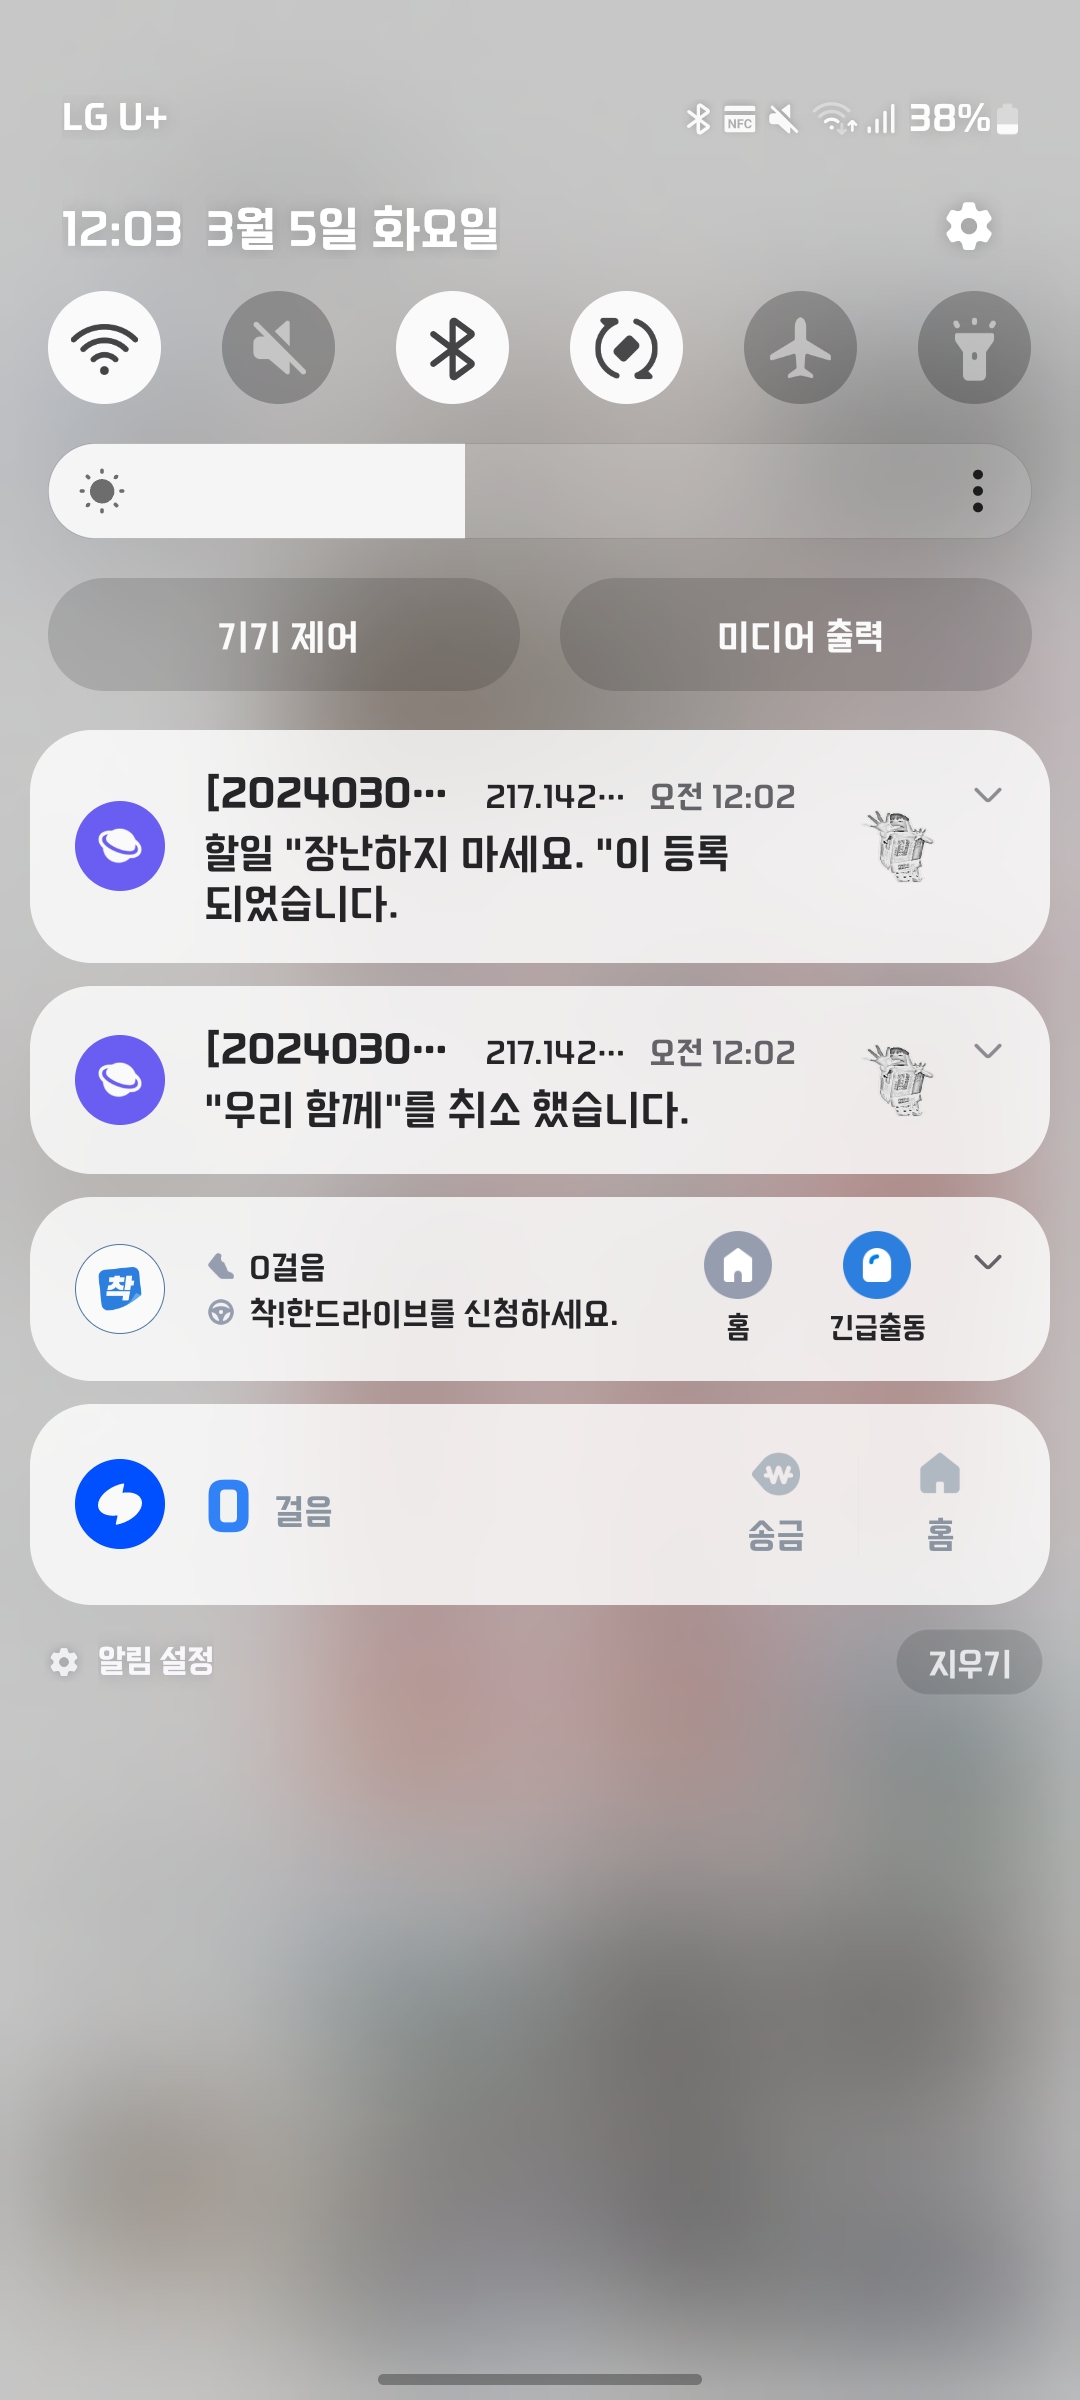 LG U+
NFC
38%
12:03 3월 5일 화요일
기기 제어
미디어 출력
[2024030… 217.142… 오전 12:02
할일 "장난하지 마세요. "이 등록
되었습니다.
[2024030… 217.142… 오전 12:02
"우리 함께"를 취소 했습니다.
착
0걸음
착!한드라이브를 신청하세요.
홈
긴급출동
0 걸음
송금
홈
알림 설정
지우기